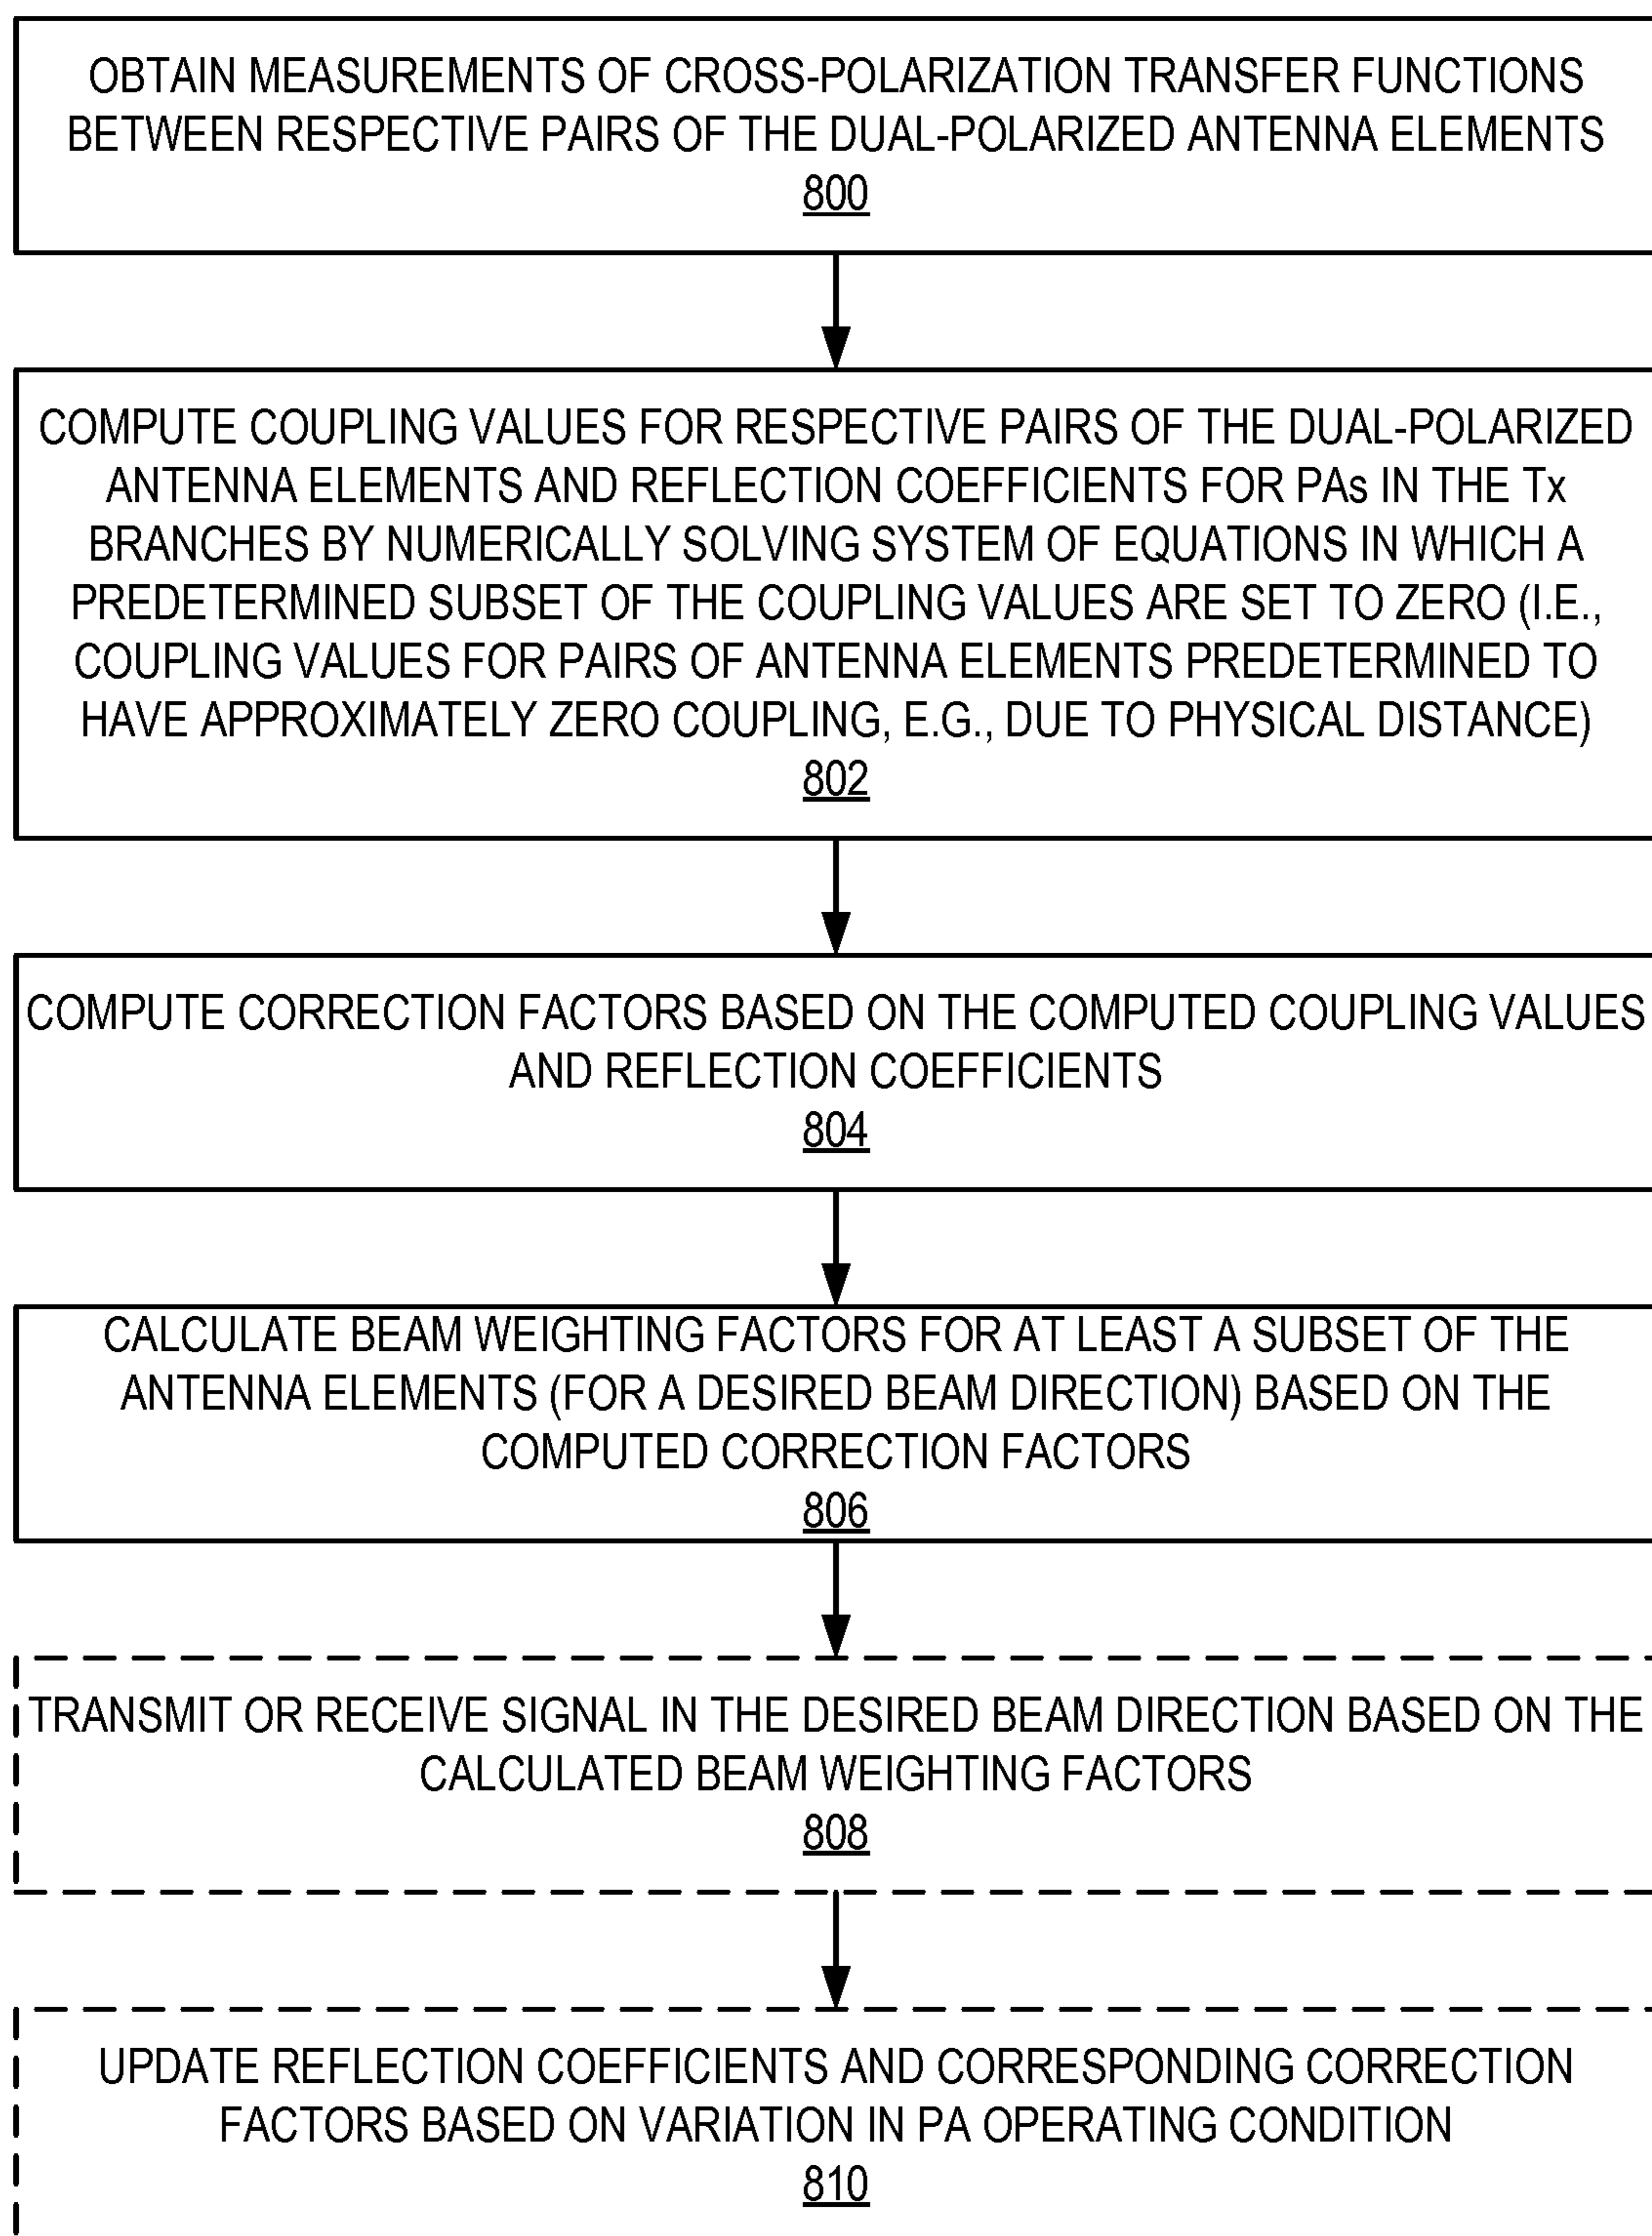 OBTAIN MEASUREMENTS OF CROSS-POLARIZATION TRANSFER FUNCTIONS
BETWEEN RESPECTIVE PAIRS OF THE DUAL-POLARIZED ANTENNA ELEMENTS
800
COMPUTE COUPLING VALUES FOR RESPECTIVE PAIRS OF THE DUAL-POLARIZED
ANTENNA ELEMENTS AND REFLECTION COEFFICIENTS FOR PAs IN THE Tx
BRANCHES BY NUMERICALLY SOLVING SYSTEM OF EQUATIONS IN WHICH A
PREDETERMINED SUBSET OF THE COUPLING VALUES ARE SET TO ZERO (I.E.,
COUPLING VALUES FOR PAIRS OF ANTENNA ELEMENTS PREDETERMINED TO
HAVE APPROXIMATELY ZERO COUPLING, E.G., DUE TO PHYSICAL DISTANCE)
802
COMPUTE CORRECTION FACTORS BASED ON THE COMPUTED COUPLING VALUES
AND REFLECTION COEFFICIENTS
804
CALCULATE BEAM WEIGHTING FACTORS FOR AT LEAST A SUBSET OF THE
ANTENNA ELEMENTS (FOR A DESIRED BEAM DIRECTION) BASED ON THE
COMPUTED CORRECTION FACTORS
806
TRANSMIT OR RECEIVE SIGNAL IN THE DESIRED BEAM DIRECTION BASED ON THE
CALCULATED BEAM WEIGHTING FACTORS
808
UPDATE REFLECTION COEFFICIENTS AND CORRESPONDING CORRECTION
FACTORS BASED ON VARIATION IN PA OPERATING CONDITION
810